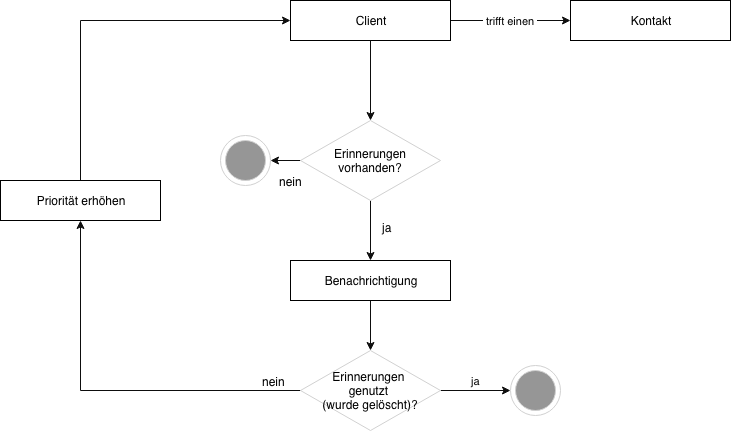 Client
trifft einen
Kontakt
Erinnerungen
vorhanden?
nein
Priorität erhöhen
ja
Benachrichtigung
Erinnerungen
genutzt
(wurde gelöscht)?
nein
ja